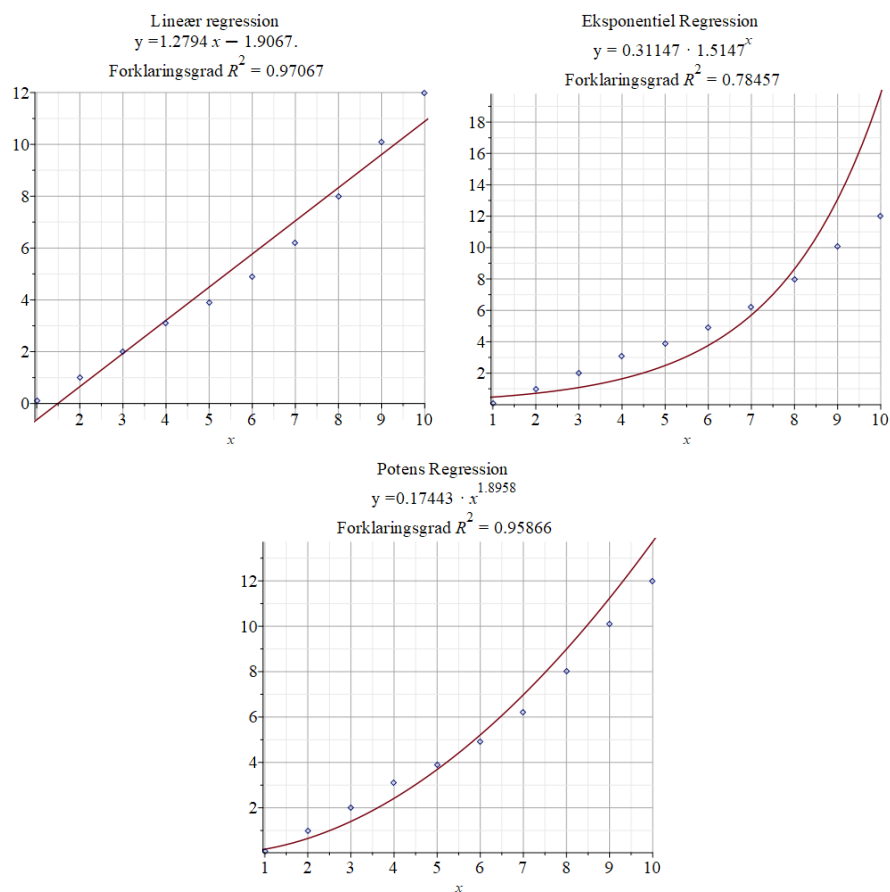 Lineær regression
y =1.2794 x − 1.9067.
Forklaringsgrad R² = 0.97067
12
10
8
6
4
2
0
2 3 4 5 6 7 8 9 10
x
Eksponentiel Regression
y = 0.31147 · 1.5147^x
Forklaringsgrad R² = 0.78457
18
16
14
12
10
8
6
4
2
1 2 3 4 5 6 7 8 9 10
x
Potens Regression
y =0.17443 · x^1.8958
Forklaringsgrad R² = 0.95866
12
10
8
6
4
2
1 2 3 4 5 6 7 8 9 10
x